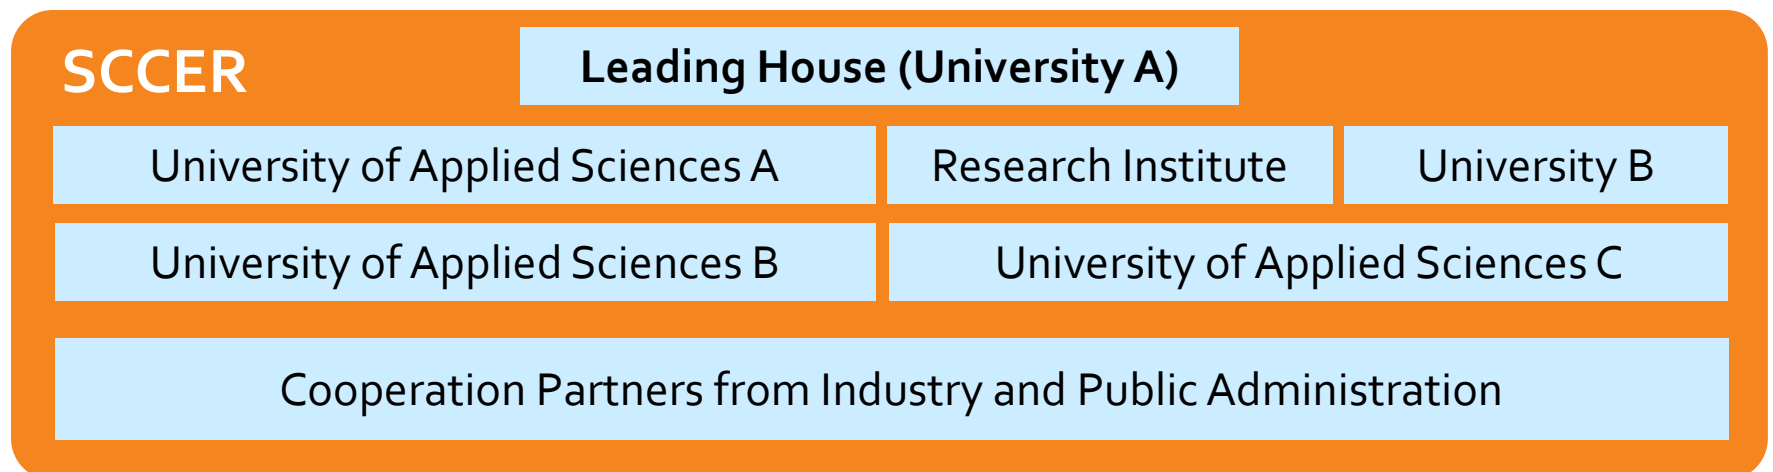 SCCER
Leading House (University A)
University of Applied Sciences A
Research Institute
University B
University of Applied Sciences B
University of Applied Sciences C
Cooperation Partners from Industry and Public Administration